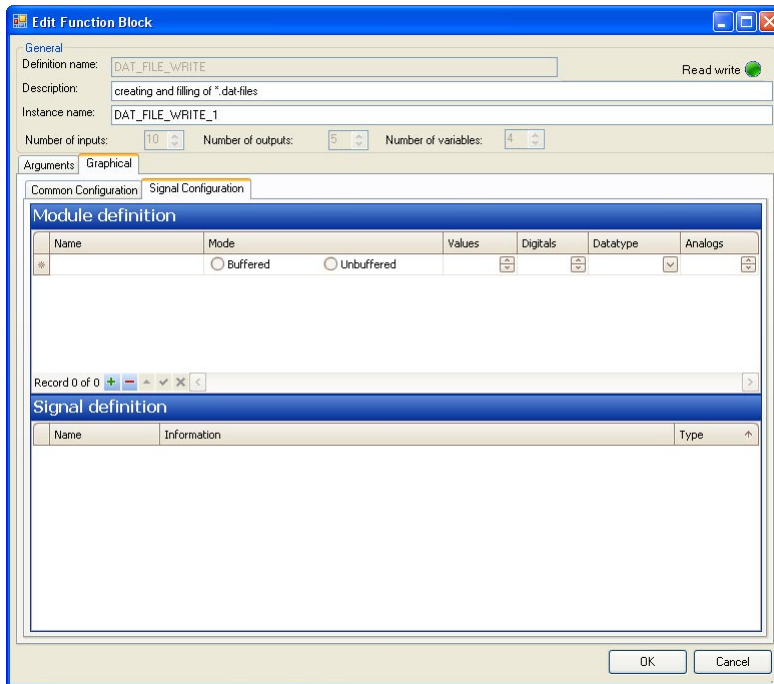 Edit Function Block
General
Definition name: DAT_FILE_WRITE Read write
Description: creating and filling of *.dat-files
Instance name: DAT_FILE_WRITE_1
Number of inputs: 10 Number of outputs: 5 Number of variables: 4
Arguments Graphical
Common Configuration Signal Configuration
Module definition
Name Mode Values Digitals Datatype Analogs
Buffered Unbuffered
Record 0 of 0
Signal definition
Name Information Type
OK Cancel